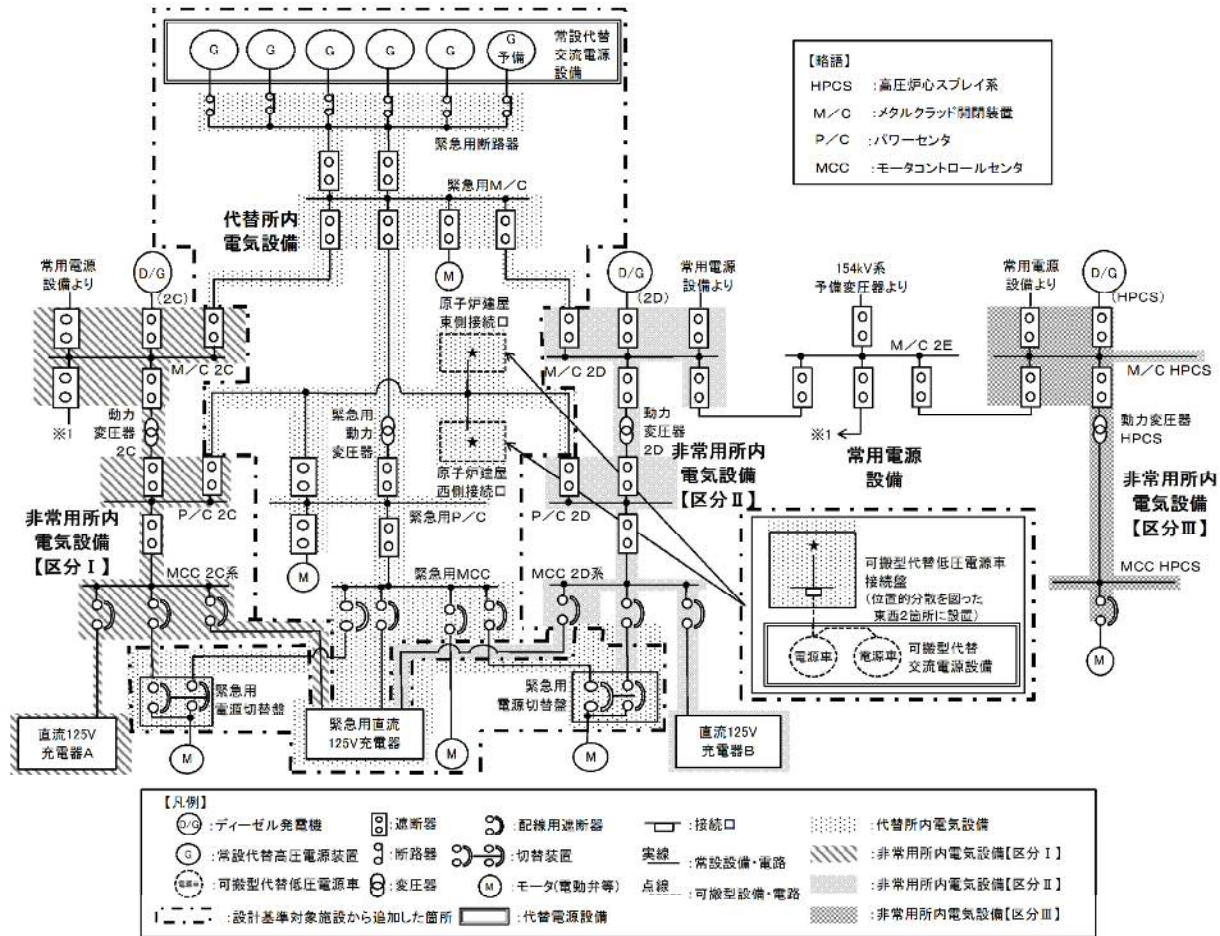 G
G
G
G
G
G
予備
常設代替
交流電源
設備
緊急用断路器
【略語】
HPCS :高圧炉心スプレイ系
M/C :メタルクラッド開閉装置
P/C :パワーセンタ
MCC :モータコントロールセンタ
緊急用M/C
代替所内
電気設備
常用電源
設備より
D/G
(2C)
M
原子炉建屋
東側接続口
★
D/G
(2D)
常用電源
設備より
154kV系
予備変圧器より
常用電源
設備より
D/G
(HPCS)
M/C 2C
※1
動力
変圧器
2C
緊急用
動力
変圧器
★
原子炉建屋
西側接続口
M/C 2D
動力
変圧器
2D
M/C 2E
※1
常用電源
設備
M/C HPCS
動力変圧器
HPCS
非常用所内
電気設備
【区分Ⅰ】
P/C 2C
緊急用P/C
P/C 2D
非常用所内
電気設備
【区分Ⅱ】
非常用所内
電気設備
【区分Ⅲ】
MCC 2C系
M
緊急用MCC
MCC 2D系
MCC HPCS
M
★
可搬型代替低圧電源車
接続盤
(位置的分散を図った
東西2箇所に設置)
電源車
電源車
可搬型代替
交流電源設備
緊急用
電源切替盤
緊急用
電源切替盤
直流125V
充電器A
M
緊急用直流
125V充電器
M
M
直流125V
充電器B
【凡例】
D/G :ディーゼル発電機
:遮断器
:配線用遮断器
:接続口
:代替所内電気設備
G :常設代替高圧電源装置
:断路器
:切替装置
実線 :常設設備・電路
:非常用所内電気設備【区分Ⅰ】
電源車 :可搬型代替低圧電源車
:変圧器
M :モータ(電動弁等)
点線 :可搬型設備・電路
:非常用所内電気設備【区分Ⅱ】
:設計基準対象施設から追加した箇所
:代替電源設備
:非常用所内電気設備【区分Ⅲ】